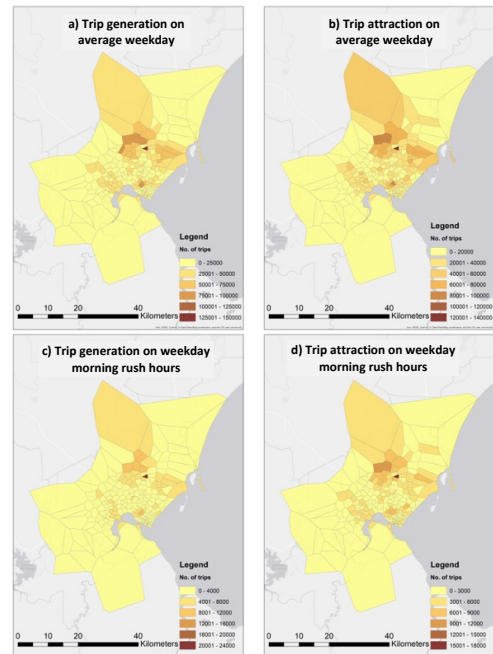 a) Trip generation on
average weekday
Legend
No. of trips
0 - 25000
25001 - 50000
50001 - 75000
75001 - 100000
100001 - 125000
125001 - 150000
0 10 20 40
Kilometers
b) Trip attraction on
average weekday
Legend
No. of trips
0 - 20000
20001 - 40000
40001 - 60000
60001 - 80000
80001 - 100000
100001 - 120000
120001 - 140000
0 10 20 40
Kilometers
c) Trip generation on weekday
morning rush hours
Legend
No. of trips
0 - 4000
4001 - 8000
8001 - 12000
12001 - 16000
16001 - 20000
20001 - 24000
0 10 20 40
Kilometers
d) Trip attraction on weekday
morning rush hours
Legend
No. of trips
0 - 3000
3001 - 6000
6001 - 9000
9001 - 12000
12001 - 15000
15001 - 18000
0 10 20 40
Kilometers